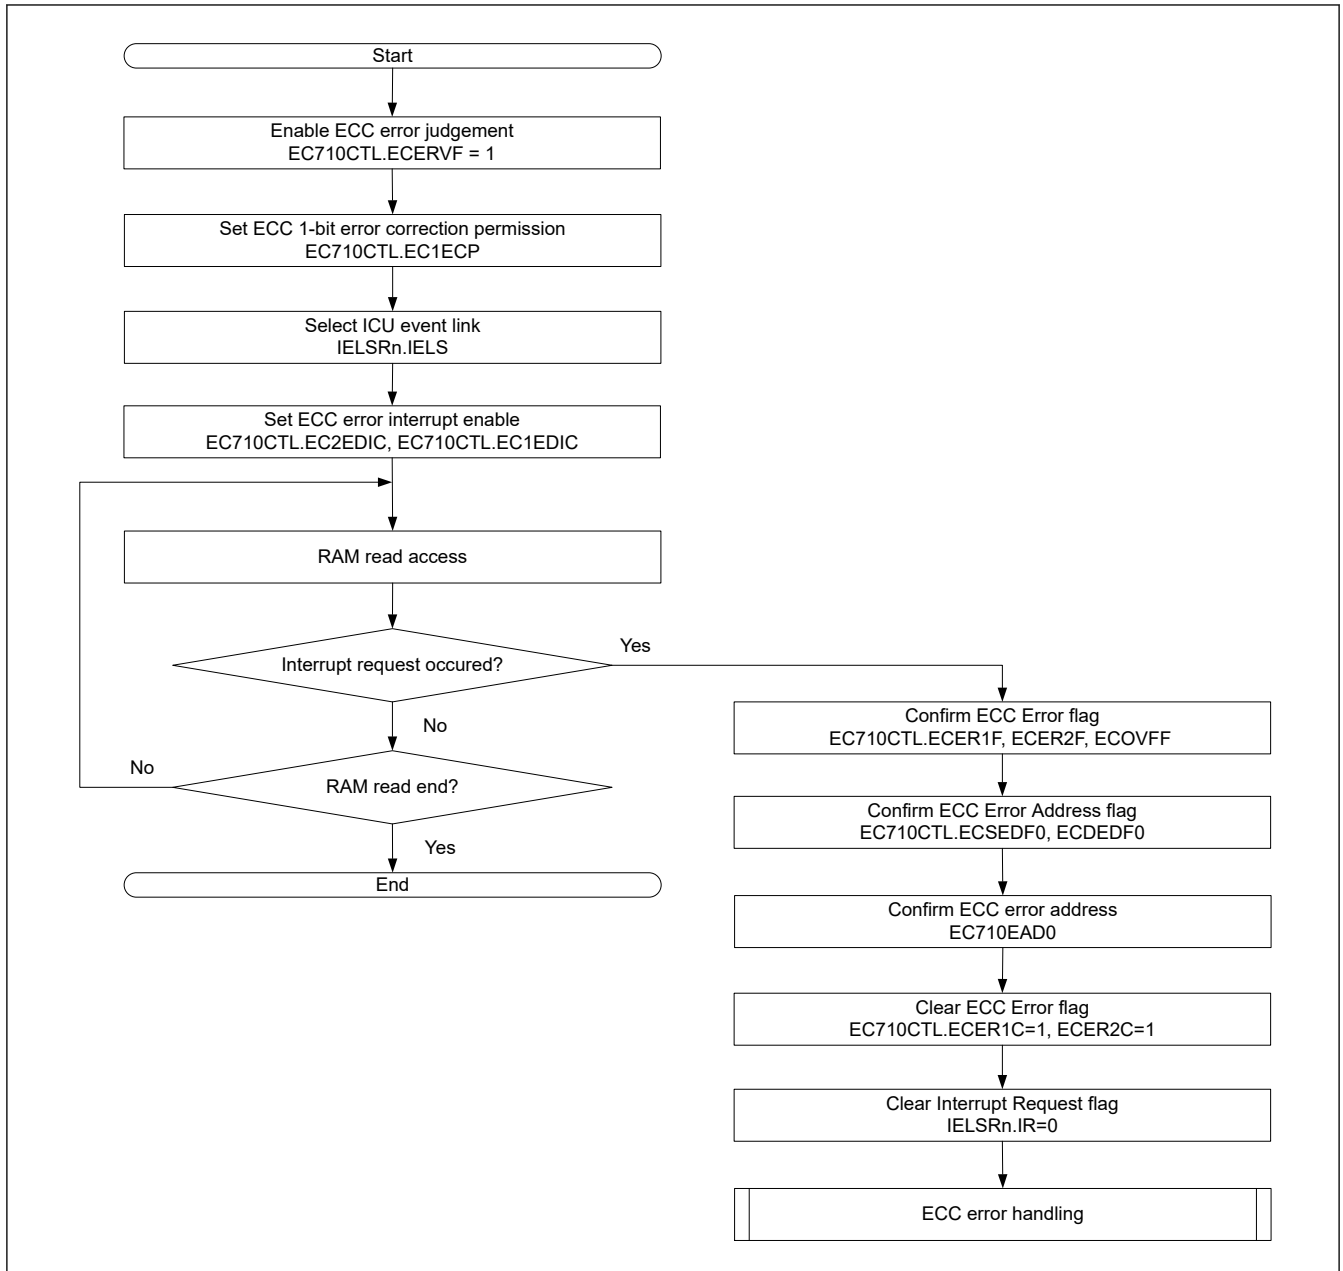 Start
Enable ECC error judgement
EC710CTL.ECERVF = 1
Set ECC 1-bit error correction permission
EC710CTL.EC1ECP
Select ICU event link
IELSRn.IELS
Set ECC error interrupt enable
EC710CTL.EC2EDIC, EC710CTL.EC1EDIC
RAM read access
Interrupt request occured?
Yes
No
RAM read end?
No
Yes
End
Confirm ECC Error flag
EC710CTL.ECER1F, ECER2F, ECOVFF
Confirm ECC Error Address flag
EC710CTL.ECSEDF0, ECDEDF0
Confirm ECC error address
EC710EAD0
Clear ECC Error flag
EC710CTL.ECER1C=1, ECER2C=1
Clear Interrupt Request flag
IELSRn.IR=0
ECC error handling